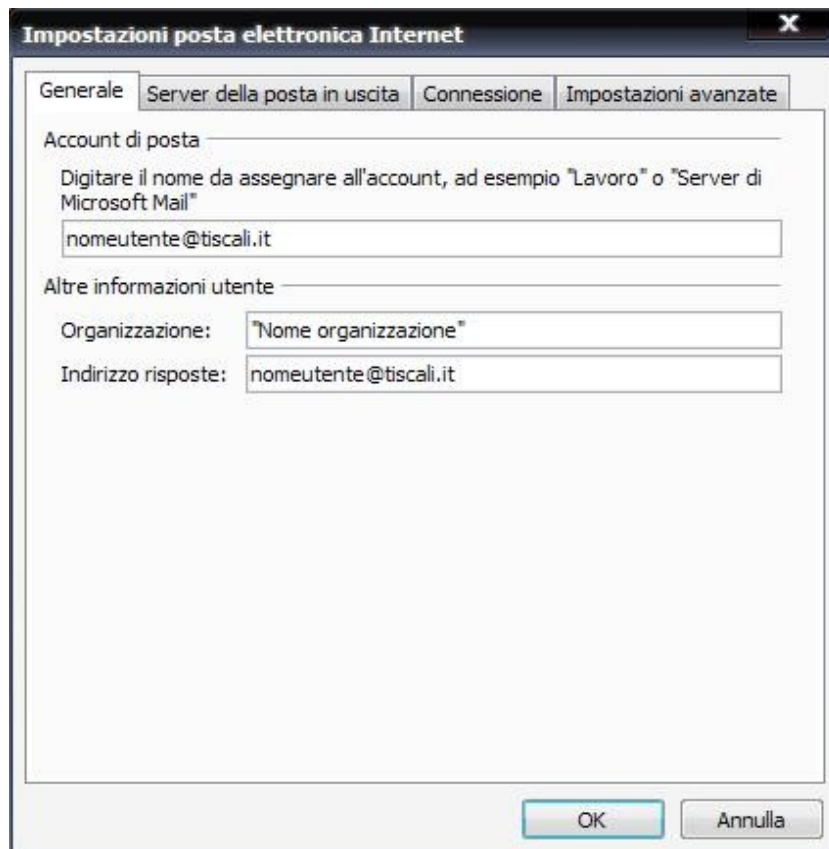 Impostazioni posta elettronica Internet
Generale Server della posta in uscita Connessione Impostazioni avanzate
Account di posta
Digitare il nome da assegnare all'account, ad esempio "Lavoro" o "Server di
Microsoft Mail"
nomeutente@tiscali.it
Altre informazioni utente
Organizzazione: "Nome organizzazione"
Indirizzo risposte: nomeutente@tiscali.it
OK Annulla